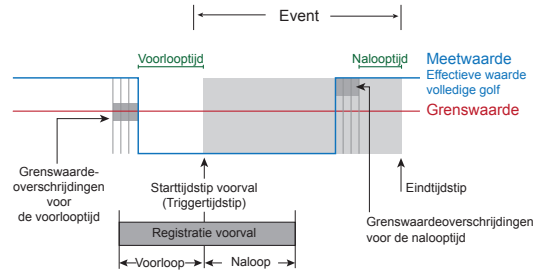 Event
Voorlooptijd
Nalooptijd
Meetwaarde
Effectieve waarde
volledige golf
Grenswaarde
Grenswaarde-
overschrijdingen
voor
de voorlooptijd
Starttijdstip voorval
(Triggertijdstip)
Eindtijdstip
Grenswaardeoverschrijdingen
voor de nalooptijd
Registratie voorval
Voorloop
Naloop